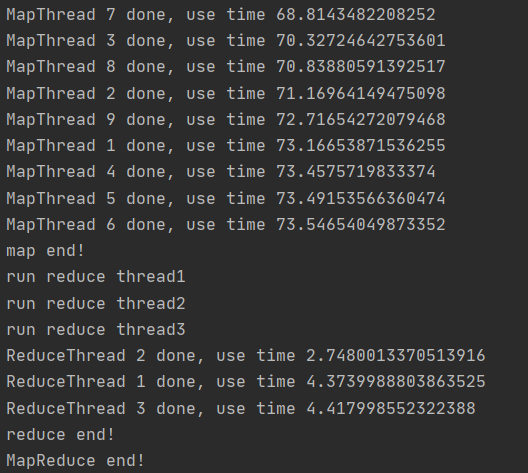 MapThread 7 done, use time 68.8143482208252
MapThread 3 done, use time 70.32724642753601
MapThread 8 done, use time 70.83880591392517
MapThread 2 done, use time 71.16964149475098
MapThread 9 done, use time 72.71654272079468
MapThread 1 done, use time 73.16653871536255
MapThread 4 done, use time 73.4575719833374
MapThread 5 done, use time 73.49153566360474
MapThread 6 done, use time 73.54654049873352
map end!
run reduce thread1
run reduce thread2
run reduce thread3
ReduceThread 2 done, use time 2.7480013370513916
ReduceThread 1 done, use time 4.3739988803863525
ReduceThread 3 done, use time 4.417998552322388
reduce end!
MapReduce end!